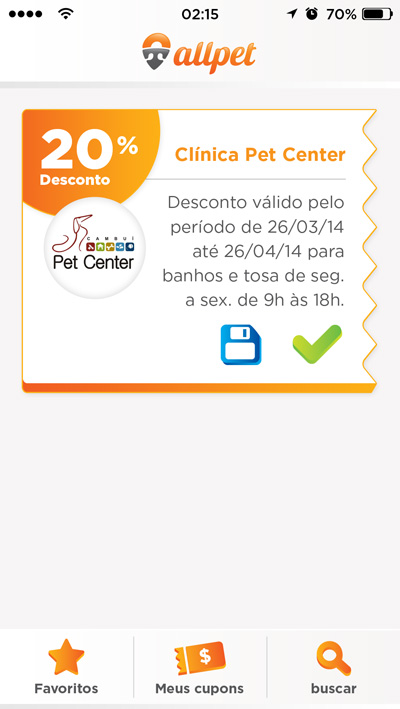 02:15
70%
allpet
20%
Desconto
Clínica Pet Center
CAMBUÍ
Pet Center
Desconto válido pelo
período de 26/03/14
até 26/04/14 para
banhos e tosa de seg.
a sex. de 9h às 18h.
$
Favoritos
Meus cupons
buscar